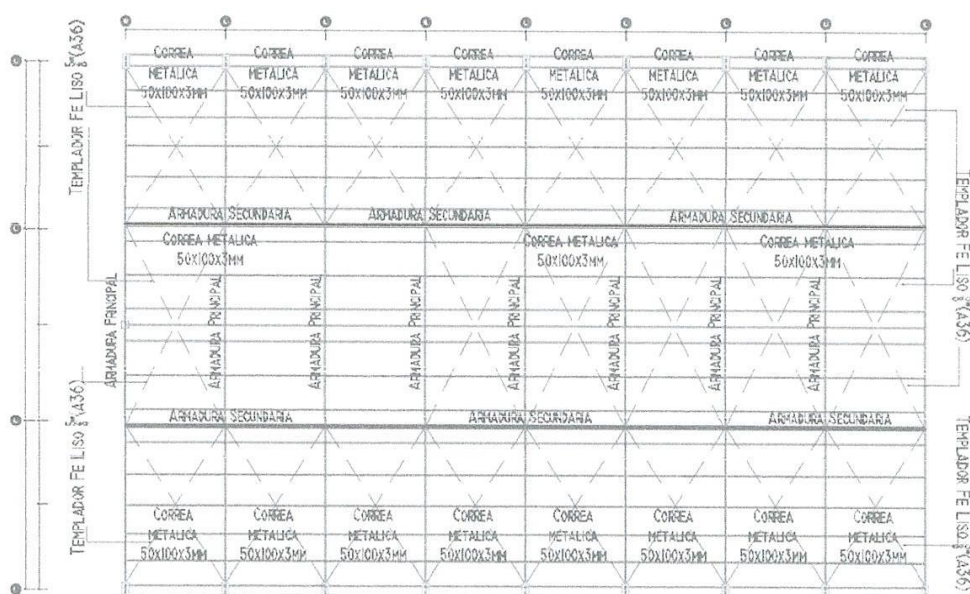 CORREA CORREA CORREA CORREA CORREA CORREA CORREA CORREA
METALICA METALICA METALICA METALICA METALICA METALICA METALICA METALICA
50X100X3MM 50X100X3MM 50X100X3MM 50X100X3MM 50X100X3MM 50X100X3MM 50X100X3MM 50X100X3MM
TEMPLADOR FE LISO 5/8"(A36)
TEMPLADOR FE LISO 5/8"(A36)
ARMADURA SECUNDARIA ARMADURA SECUNDARIA ARMADURA SECUNDARIA
CORREA METALICA CORREA METALICA CORREA METALICA
50X100X3MM 50X100X3MM 50X100X3MM
ARMADURA PRINCIPAL
ARMADURA PRINCIPAL
ARMADURA PRINCIPAL
ARMADURA PRINCIPAL
ARMADURA PRINCIPAL
ARMADURA PRINCIPAL
ARMADURA PRINCIPAL
ARMADURA PRINCIPAL
ARMADURA SECUNDARIA ARMADURA SECUNDARIA ARMADURA SECUNDARIA
TEMPLADOR FE LISO 5/8"(A36)
TEMPLADOR FE LISO 5/8"(A36)
CORREA CORREA CORREA CORREA CORREA CORREA CORREA CORREA
METALICA METALICA METALICA METALICA METALICA METALICA METALICA METALICA
50X100X3MM 50X100X3MM 50X100X3MM 50X100X3MM 50X100X3MM 50X100X3MM 50X100X3MM 50X100X3MM